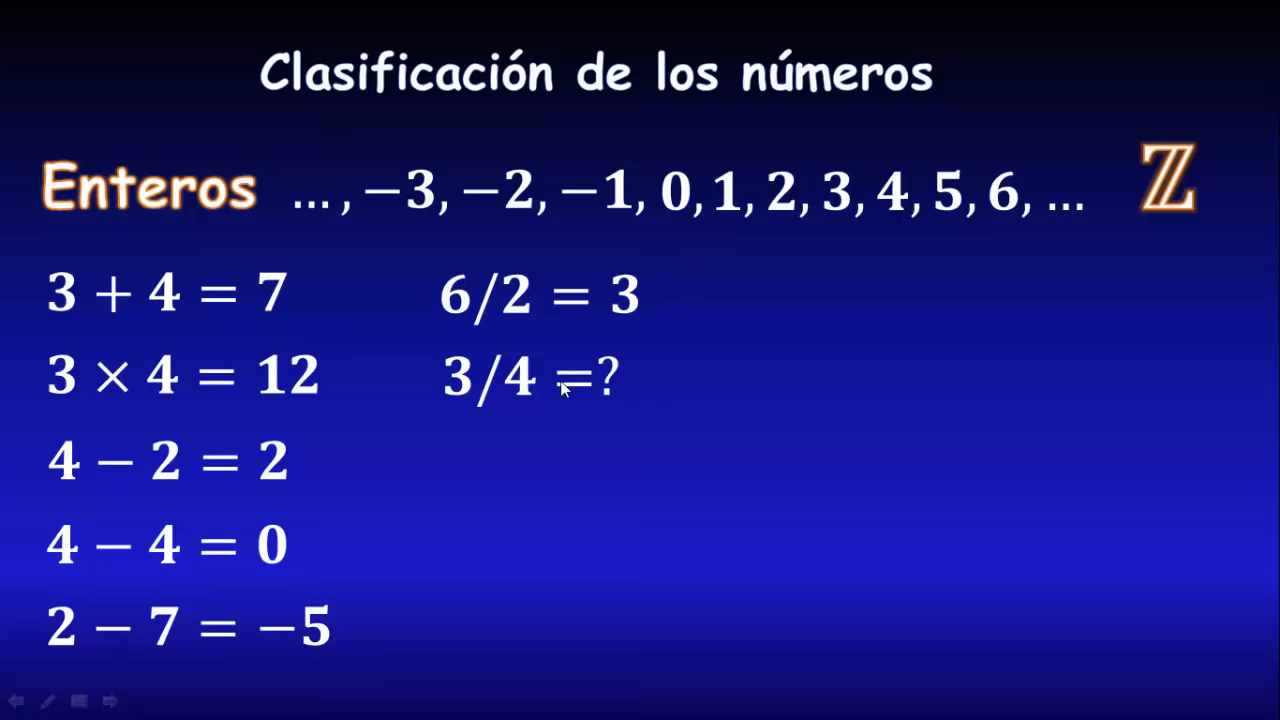 Clasificación de los números
Enteros ..., −3, −2, −1, 0, 1, 2, 3, 4, 5, 6, ... ℤ
3 + 4 = 7
3 × 4 = 12
4 − 2 = 2
4 − 4 = 0
2 − 7 = −5
6/2 = 3
3/4 =?